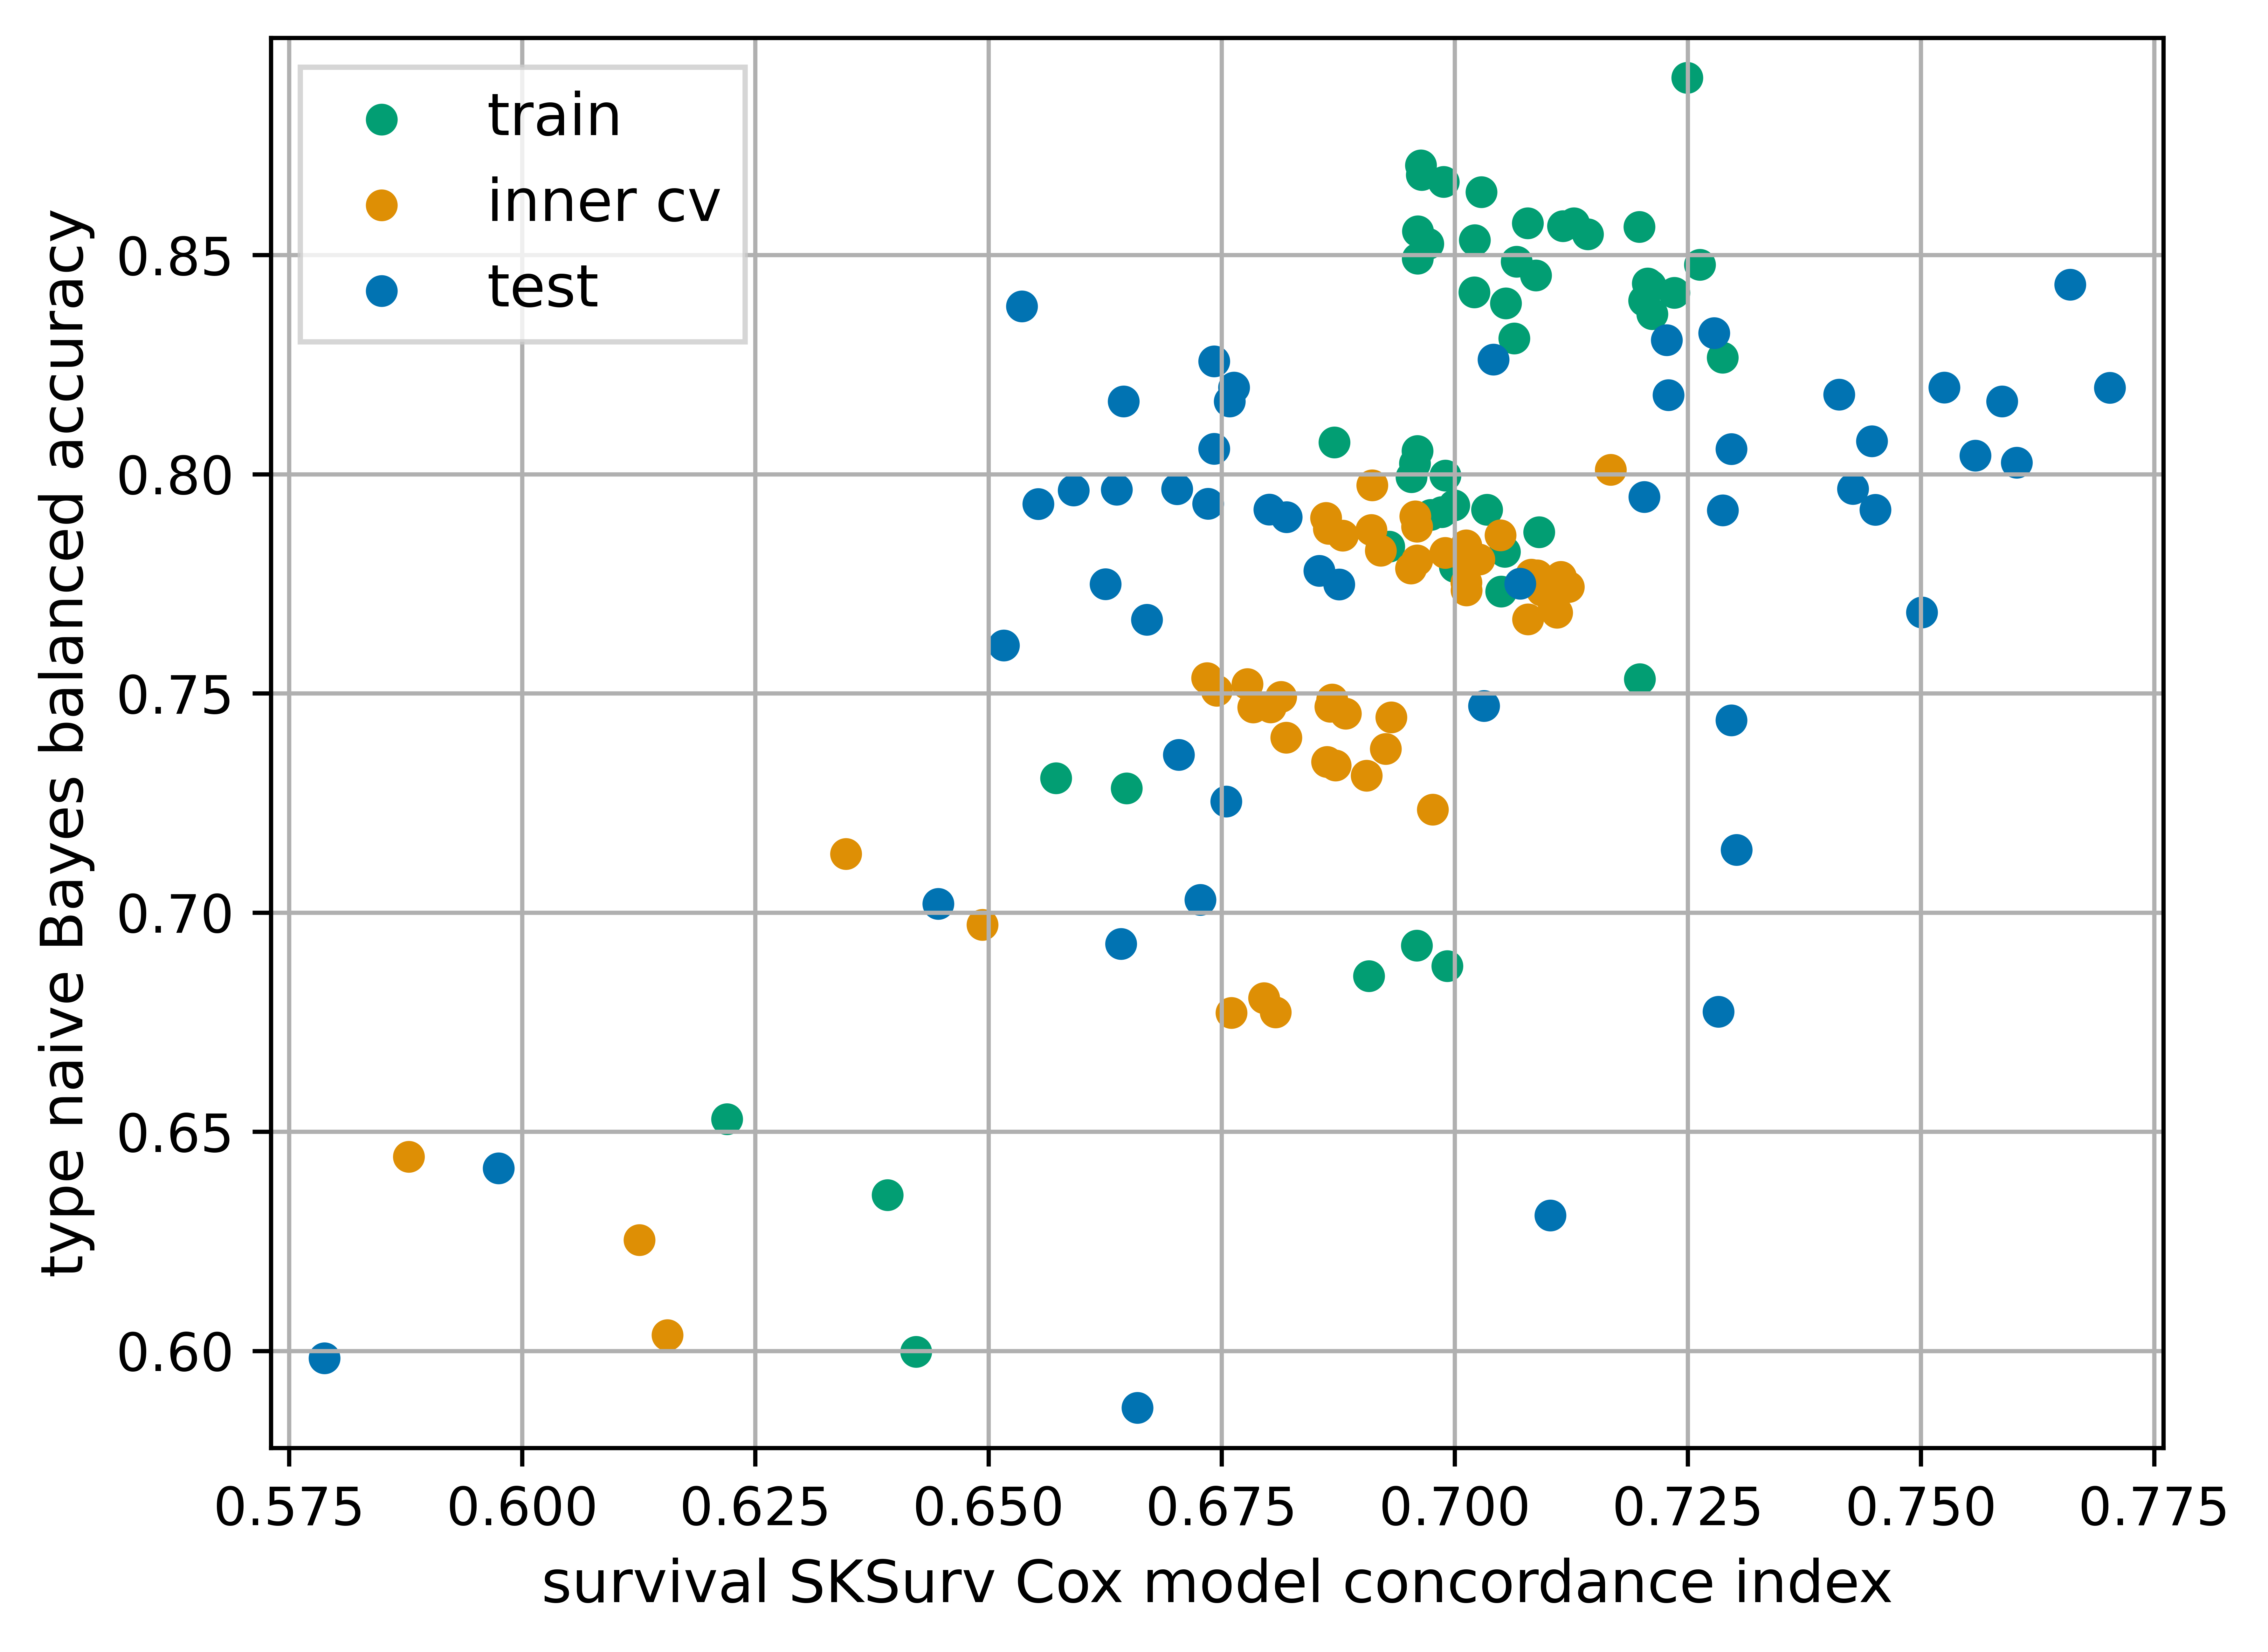 train
inner cv
test
type naive Bayes balanced accuracy
0.85
0.80
0.75
0.70
0.65
0.60
0.575 0.600 0.625 0.650 0.675 0.700 0.725 0.750 0.775
survival SKSurv Cox model concordance index